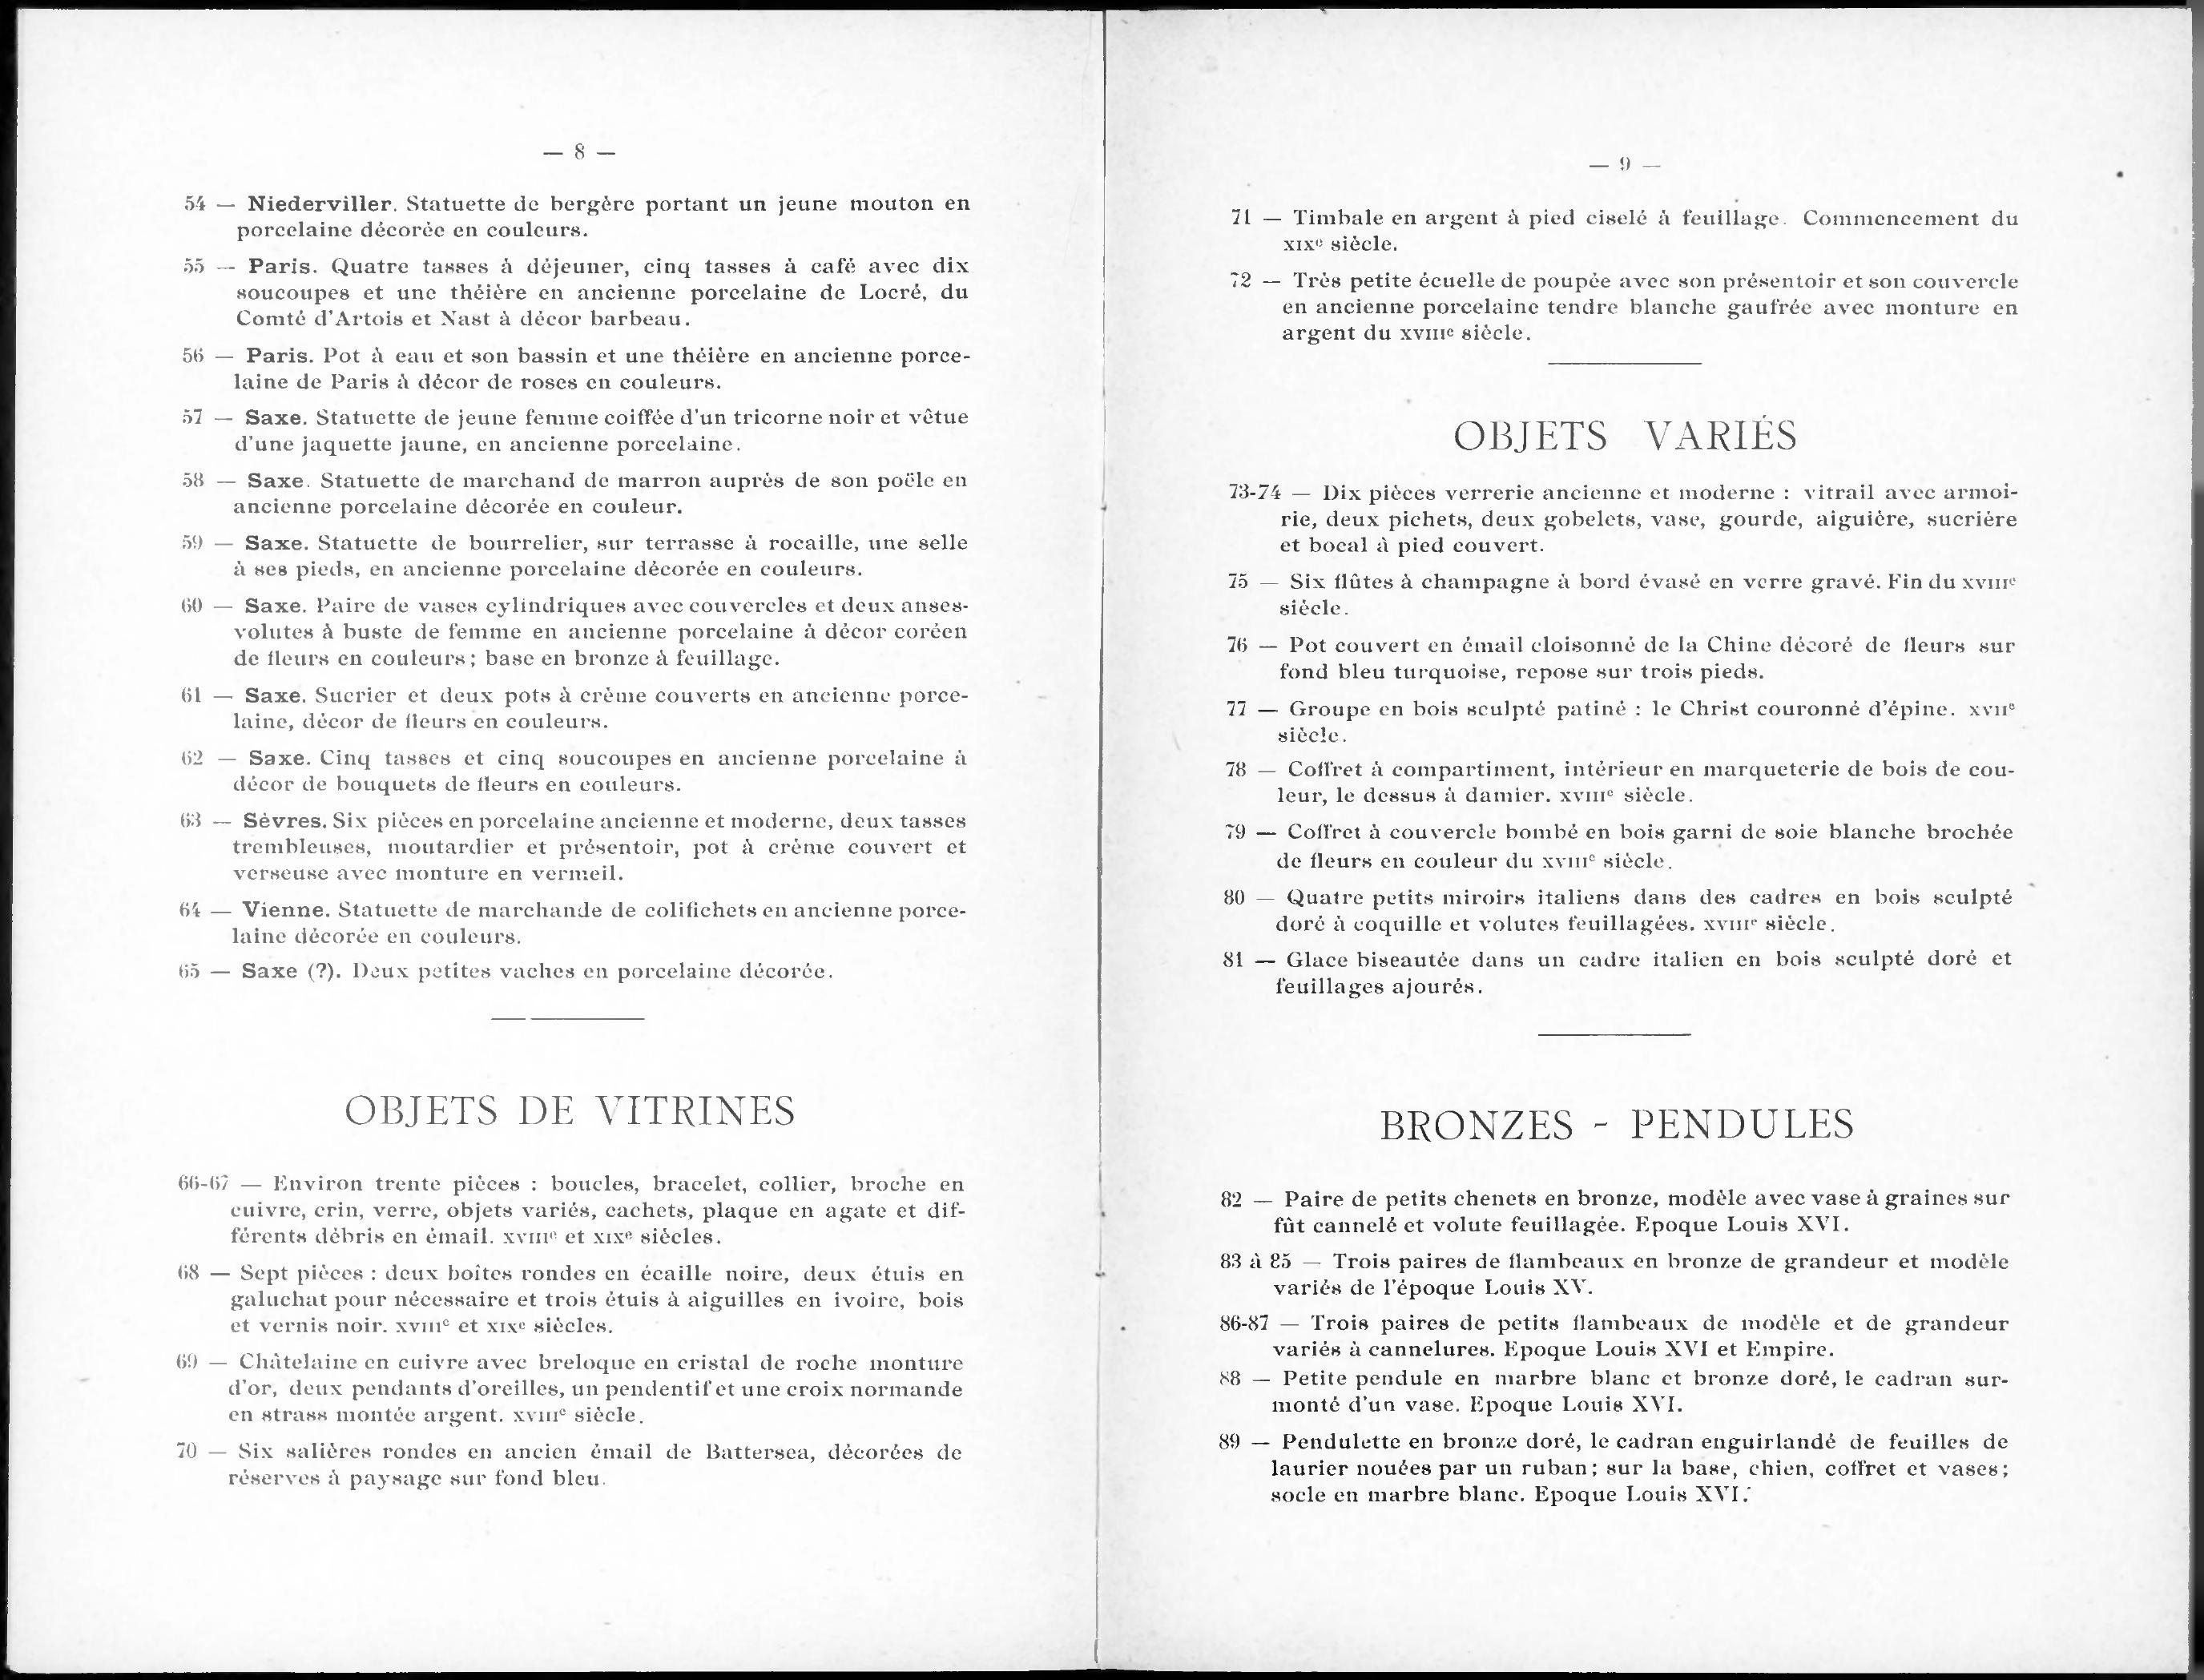 — 8 —
54 — Niederviller. Statuette de bergère portant un jeune mouton en
porcelaine décorée en couleurs.
55 — Paris. Quatre tasses à déjeuner, cinq tasses à café avec dix
soucoupes et une théière en ancienne porcelaine de Locré, du
Comté d'Artois et Nast à décor barbeau.
56 — Paris. Pot à eau et son bassin et une théière en ancienne porce-
laine de Paris à décor de roses en couleurs.
57 — Saxe. Statuette de jeune femme coiffée d'un tricorne noir et vêtue
d'une jaquette jaune, en ancienne porcelaine.
58 — Saxe. Statuette de marchand de marron auprès de son poële en
ancienne porcelaine décorée en couleur.
59 — Saxe. Statuette de bourrelier, sur terrasse à rocaille, une selle
à ses pieds, en ancienne porcelaine décorée en couleurs.
60 — Saxe. Paire de vases cylindriques avec couvercles et deux anses-
volutes à buste de femme en ancienne porcelaine à décor coréen
de fleurs en couleurs ; base en bronze à feuillage.
61 — Saxe. Sucrier et deux pots à crème couverts en ancienne porce-
laine, décor de fleurs en couleurs.
62 — Saxe. Cinq tasses et cinq soucoupes en ancienne porcelaine à
décor de bouquets de fleurs en couleurs.
63 — Sèvres. Six pièces en porcelaine ancienne et moderne, deux tasses
trembleuses, moutardier et présentoir, pot à crème couvert et
verseuse avec monture en vermeil.
64 — Vienne. Statuette de marchande de colifichets en ancienne porce-
laine décorée en couleurs.
65 — Saxe (?). Deux petites vaches en porcelaine décorée.
OBJETS DE VITRINES
66-67 — Environ trente pièces : boucles, bracelet, collier, broche en
cuivre, crin, verre, objets variés, cachets, plaque en agate et dif-
férents débris en émail. XVIIIe et XIXe siècles.
68 — Sept pièces : deux boîtes rondes en écaille noire, deux étuis en
galuchat pour nécessaire et trois étuis à aiguilles en ivoire, bois
et vernis noir. XVIIIe et XIXe siècles.
69 — Châtelaine en cuivre avec breloque en cristal de roche monture
d'or, deux pendants d'oreilles, un pendentif et une croix normande
en strass montée argent. XVIIIe siècle.
70 — Six salières rondes en ancien émail de Battersea, décorées de
réserves à paysage sur fond bleu.
— 9 —
71 — Timbale en argent à pied ciselé à feuillage. Commencement du
XIXe siècle.
72 — Très petite écuelle de poupée avec son présentoir et son couvercle
en ancienne porcelaine tendre blanche gaufrée avec monture en
argent du XVIIIe siècle.
OBJETS VARIÉS
73-74 — Dix pièces verrerie ancienne et moderne : vitrail avec armoi-
rie, deux pichets, deux gobelets, vase, gourde, aiguière, sucrière
et bocal à pied couvert.
75 — Six flûtes à champagne à bord évasé en verre gravé. Fin du XVIIIe
siècle.
76 — Pot couvert en émail cloisonné de la Chine décoré de fleurs sur
fond bleu turquoise, repose sur trois pieds.
77 — Groupe en bois sculpté patiné : le Christ couronné d'épine. XVIIe
siècle.
78 — Coffret à compartiment, intérieur en marqueterie de bois de cou-
leur, le dessus à damier. XVIIIe siècle.
79 — Coffret à couvercle bombé en bois garni de soie blanche brochée
de fleurs en couleur du XVIIIe siècle.
80 — Quatre petits miroirs italiens dans des cadres en bois sculpté
doré à coquille et volutes feuillagées. XVIIIe siècle.
81 — Glace biseautée dans un cadre italien en bois sculpté doré et
feuillages ajourés.
BRONZES - PENDULES
82 — Paire de petits chenets en bronze, modèle avec vase à graines sur
fût cannelé et volute feuillagée. Epoque Louis XVI.
83 à 85 — Trois paires de flambeaux en bronze de grandeur et modèle
variés de l'époque Louis XV.
86-87 — Trois paires de petits flambeaux de modèle et de grandeur
variés à cannelures. Epoque Louis XVI et Empire.
88 — Petite pendule en marbre blanc et bronze doré, le cadran sur-
monté d'un vase. Epoque Louis XVI.
89 — Pendulette en bronze doré, le cadran enguirlandé de feuilles de
laurier nouées par un ruban ; sur la base, chien, coffret et vases ;
socle en marbre blanc. Epoque Louis XVI.